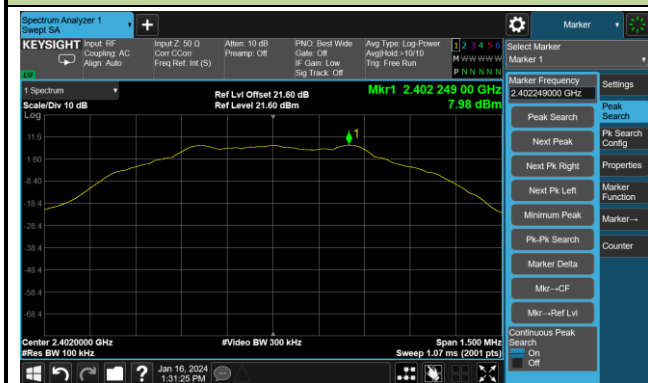 Spectrum Analyzer 1
Swept SA
+
Marker
KEYSIGHT
Input: RF
Coupling: AC
Align: Auto
Input Z: 50 Ω
Corr CCorr
Freq Ref: Int (S)
Atten: 10 dB
Preamp: Off
PNO: Best Wide
Gate: Off
IF Gain: Low
Sig Track: Off
Avg Type: Log-Power
Avg|Hold:>10/10
Trig: Free Run
1 2 3 4 5 6
M W W W W W
P N N N N N
LXI
1 Spectrum
Scale/Div 10 dB
Log
Ref Lvl Offset 21.60 dB
Ref Level 21.60 dBm
Mkr1 2.402 249 00 GHz
7.98 dBm
11.6
1.60
-8.40
-18.4
-28.4
-38.4
-48.4
-58.4
-68.4
1
Center 2.4020000 GHz
#Res BW 100 kHz
#Video BW 300 kHz
Span 1.500 MHz
Sweep 1.07 ms (2001 pts)
Select Marker
Marker 1
Marker Frequency
2.402249000 GHz
Peak Search
Next Peak
Next Pk Right
Next Pk Left
Minimum Peak
Pk-Pk Search
Marker Delta
Mkr→CF
Mkr→Ref Lvl
Continuous Peak
Search
On
Off
Settings
Peak
Search
Pk Search
Config
Properties
Marker
Function
Marker→
Counter
?
Jan 16, 2024
1:31:25 PM